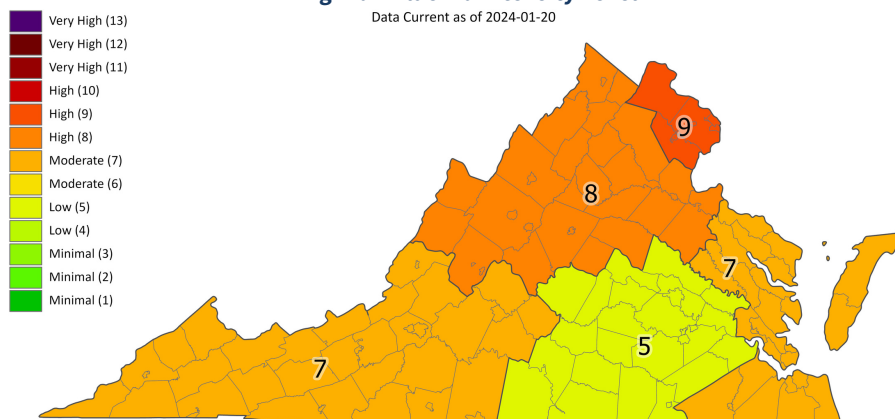 Data Current as of 2024-01-20
Very High (13)
Very High (12)
Very High (11)
High (10)
High (9)
High (8)
Moderate (7)
Moderate (6)
Low (5)
Low (4)
Minimal (3)
Minimal (2)
Minimal (1)
9
8
7
5
7